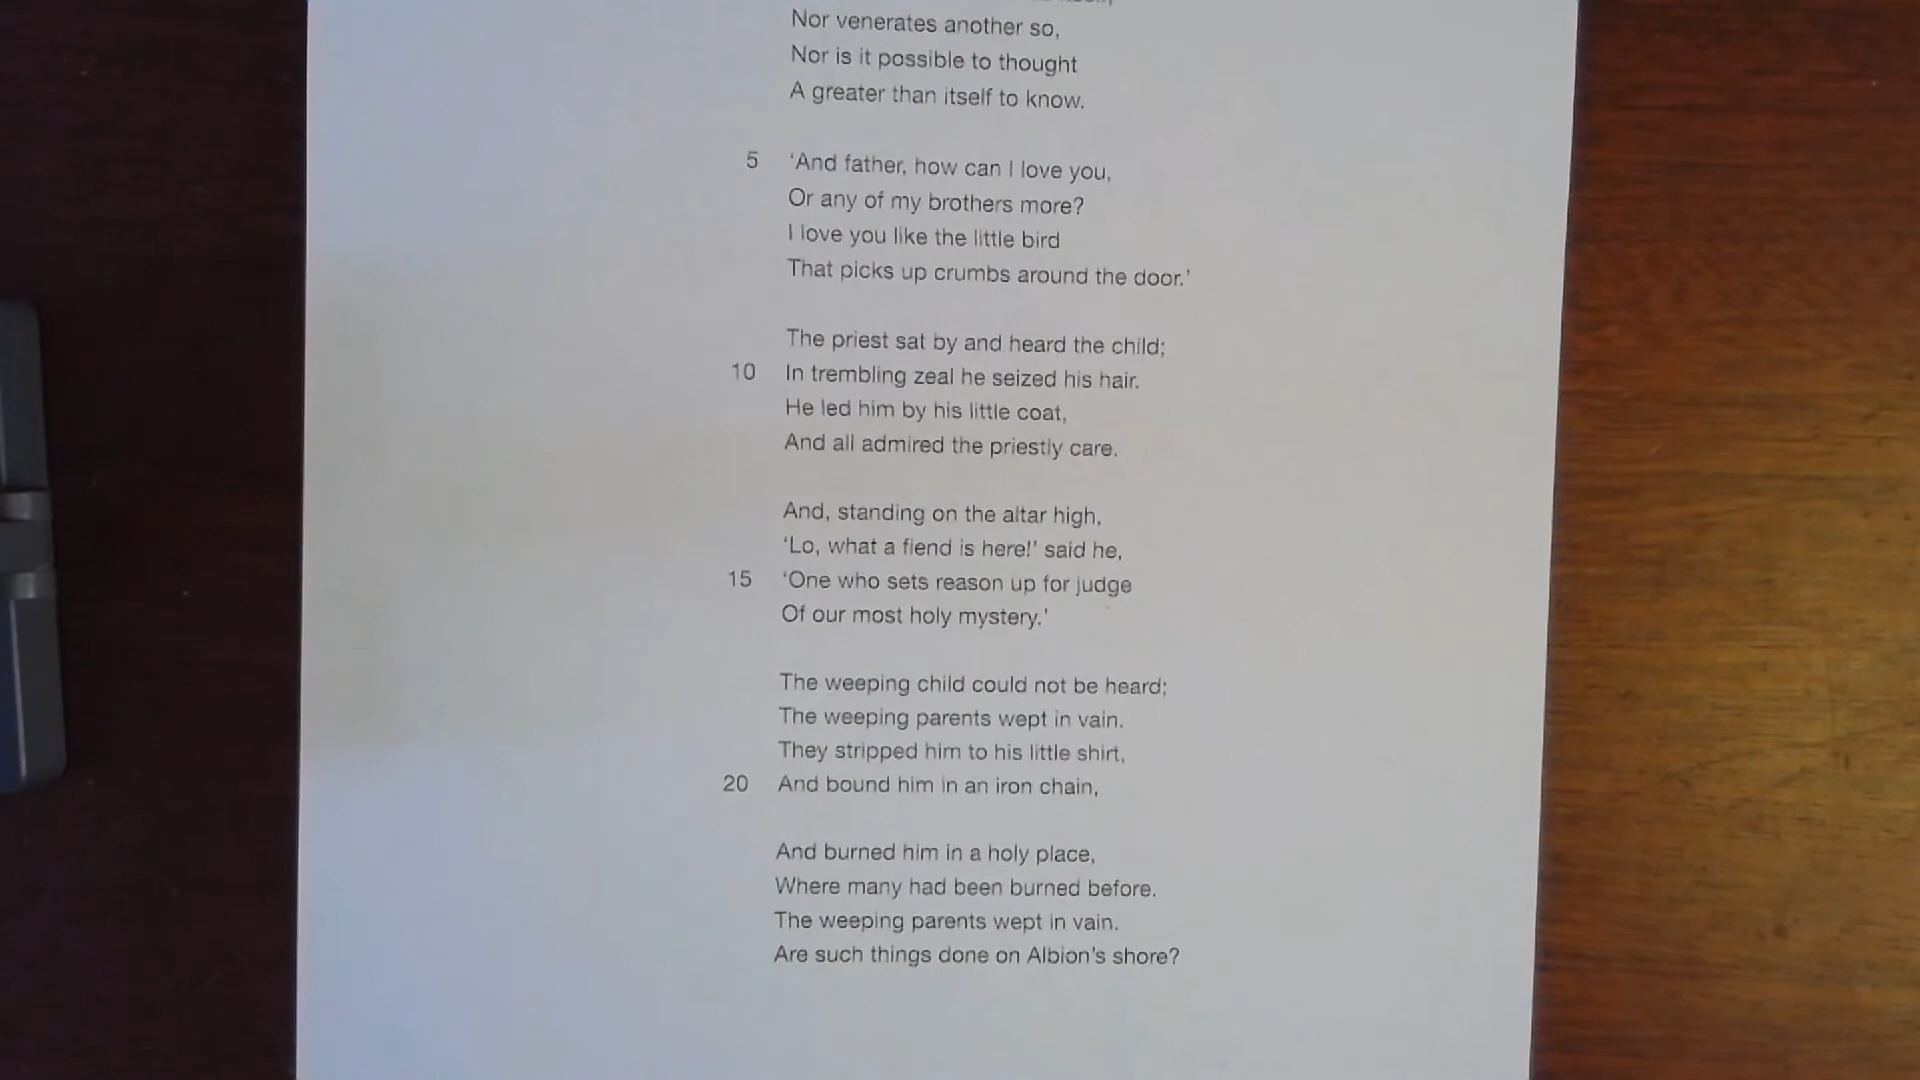 Nor venerates another so,
Nor is it possible to thought
A greater than itself to know.
5 ‘And father, how can I love you,
Or any of my brothers more?
I love you like the little bird
That picks up crumbs around the door.’
The priest sat by and heard the child;
10 In trembling zeal he seized his hair.
He led him by his little coat,
And all admired the priestly care.
And, standing on the altar high,
‘Lo, what a fiend is here!’ said he,
15 ‘One who sets reason up for judge
Of our most holy mystery.’
The weeping child could not be heard;
The weeping parents wept in vain.
They stripped him to his little shirt,
20 And bound him in an iron chain,
And burned him in a holy place,
Where many had been burned before.
The weeping parents wept in vain.
Are such things done on Albion’s shore?